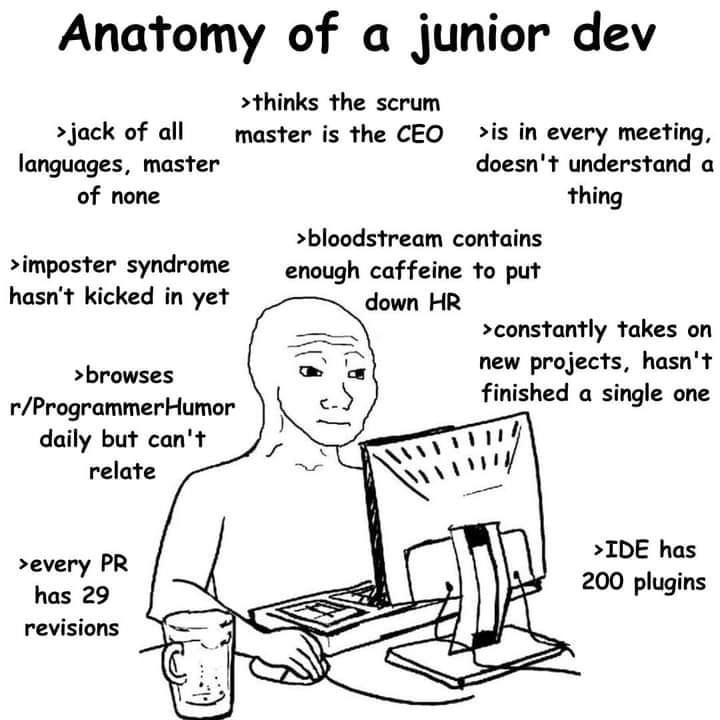 Anatomy of a junior dev
>thinks the scrum
master is the CEO
>jack of all
languages, master
of none
>is in every meeting,
doesn't understand a
thing
>bloodstream contains
enough caffeine to put
down HR
>imposter syndrome
hasn't kicked in yet
>constantly takes on
new projects, hasn't
finished a single one
>browses
r/ProgrammerHumor
daily but can't
relate
>IDE has
200 plugins
>every PR
has 29
revisions